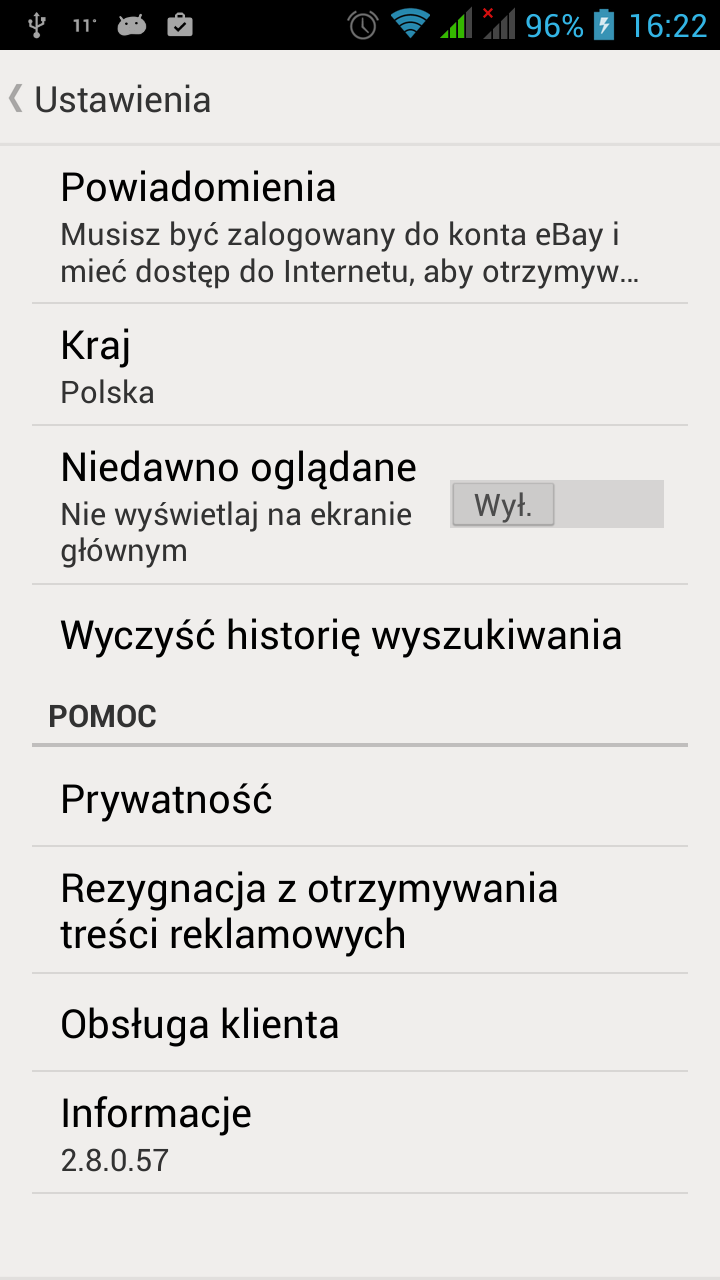 11° 96% 16:22
Ustawienia
Powiadomienia
Musisz być zalogowany do konta eBay i
mieć dostęp do Internetu, aby otrzymyw...
Kraj
Polska
Niedawno oglądane
Nie wyświetlaj na ekranie
głównym
Wył.
Wyczyść historię wyszukiwania
POMOC
Prywatność
Rezygnacja z otrzymywania
treści reklamowych
Obsługa klienta
Informacje
2.8.0.57